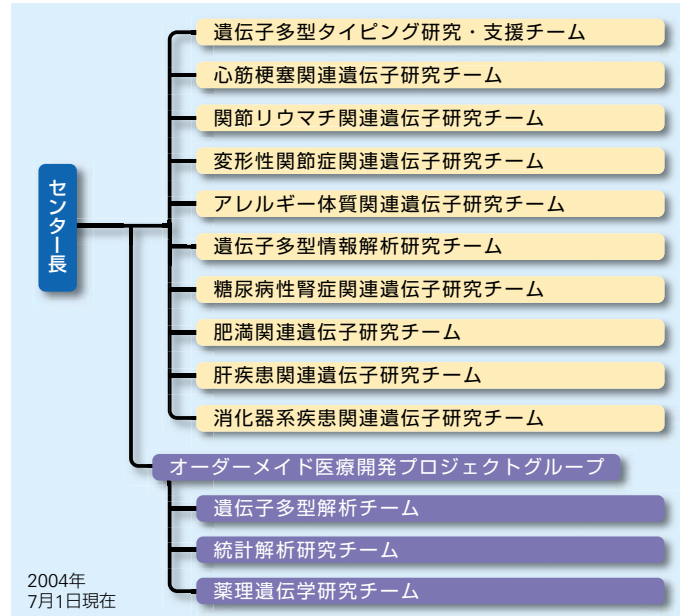 遺伝子多型タイピング研究・支援チーム
心筋梗塞関連遺伝子研究チーム
関節リウマチ関連遺伝子研究チーム
変形性関節症関連遺伝子研究チーム
アレルギー体質関連遺伝子研究チーム
遺伝子多型情報解析研究チーム
糖尿病性腎症関連遺伝子研究チーム
肥満関連遺伝子研究チーム
肝疾患関連遺伝子研究チーム
消化器系疾患関連遺伝子研究チーム
センター長
オーダーメイド医療開発プロジェクトグループ
遺伝子多型解析チーム
統計解析研究チーム
薬理遺伝学研究チーム
2004年
7月1日現在